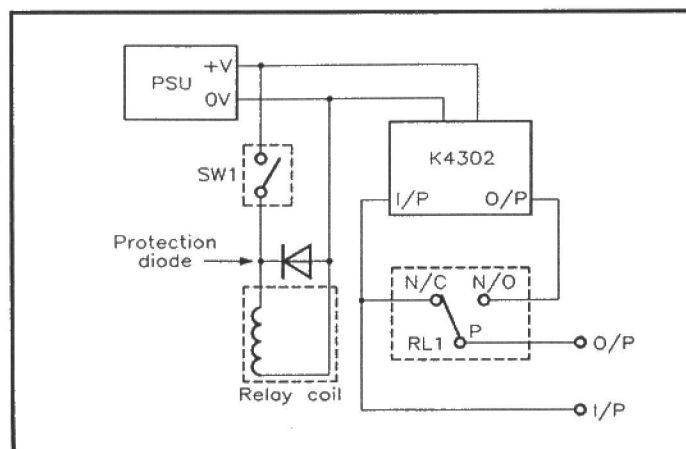 +V
PSU
0V
K4302
SW1
I/P O/P
Protection
diode
N/C N/O
P
RL1
O/P
Relay coil
I/P